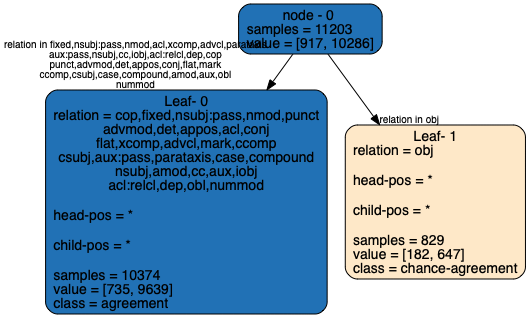 node - 0
samples = 11203
value = [917, 10286]
relation in fixed,nsubj:pass,nmod,acl,xcomp,advcl,parataxis
aux:pass,nsubj,cc,iobj,acl:relcl,dep,cop
punct,advmod,det,appos,conj,flat,mark
ccomp,csubj,case,compound,amod,aux,obl
nummod
relation in obj
Leaf- 0
relation = cop,fixed,nsubj:pass,nmod,punct
advmod,det,appos,acl,conj
flat,xcomp,advcl,mark,ccomp
csubj,aux:pass,parataxis,case,compound
nsubj,amod,cc,aux,iobj
acl:relcl,dep,obl,nummod
head-pos = *
child-pos = *
samples = 10374
value = [735, 9639]
class = agreement
Leaf- 1
relation = obj
head-pos = *
child-pos = *
samples = 829
value = [182, 647]
class = chance-agreement